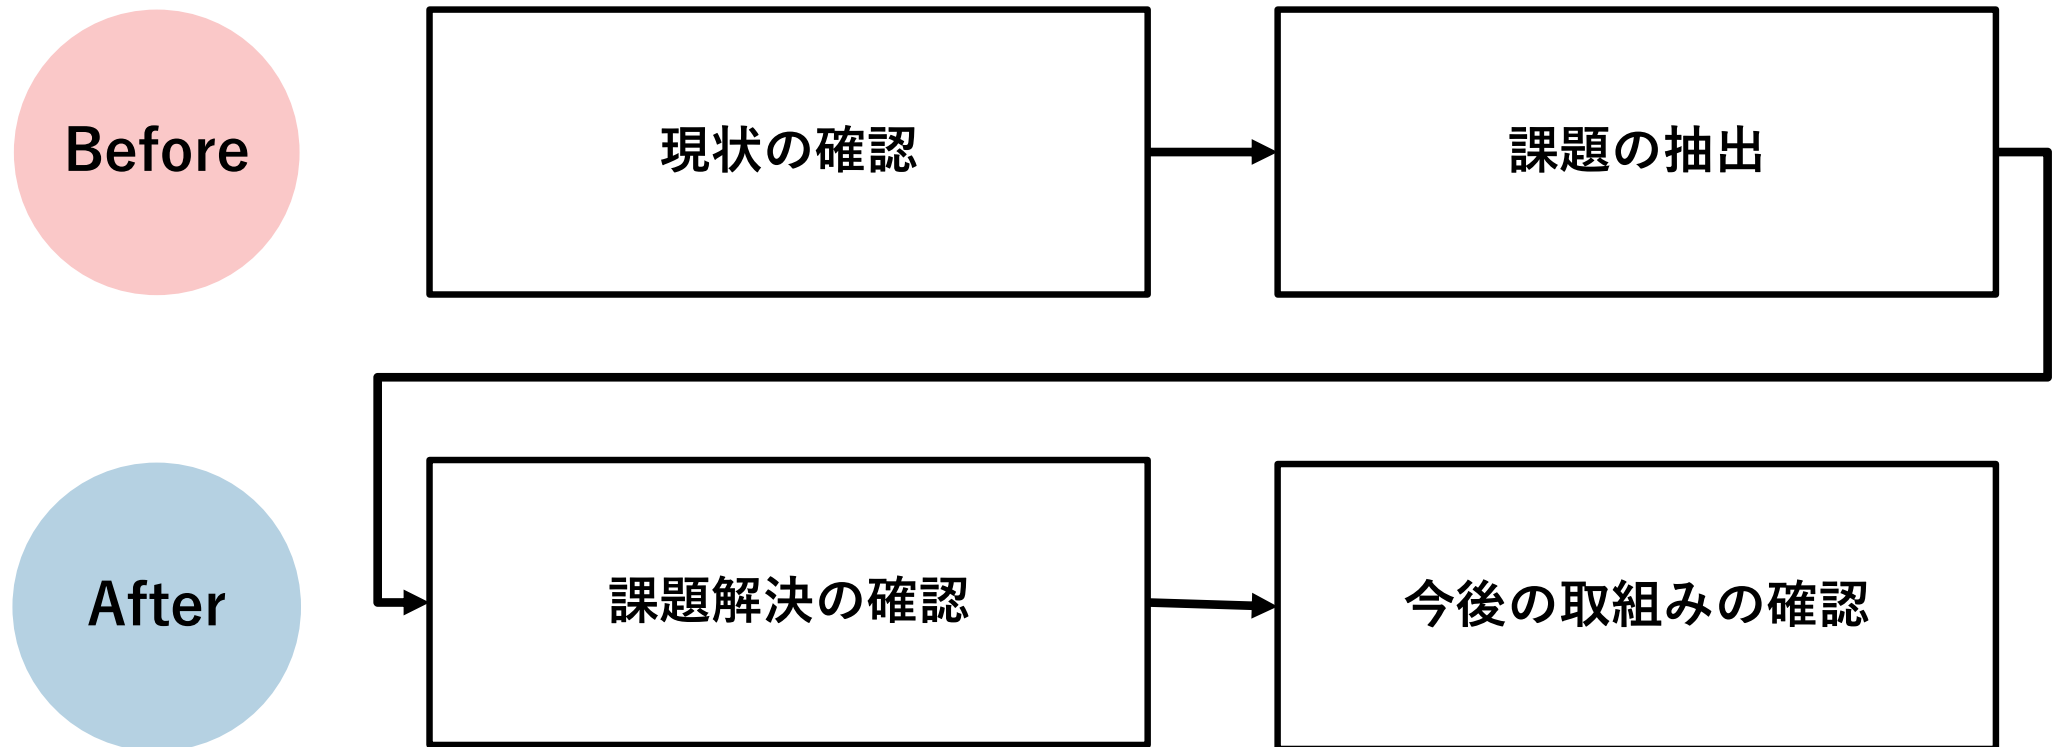 Before
現状の確認
課題の抽出
After
課題解決の確認
今後の取組みの確認